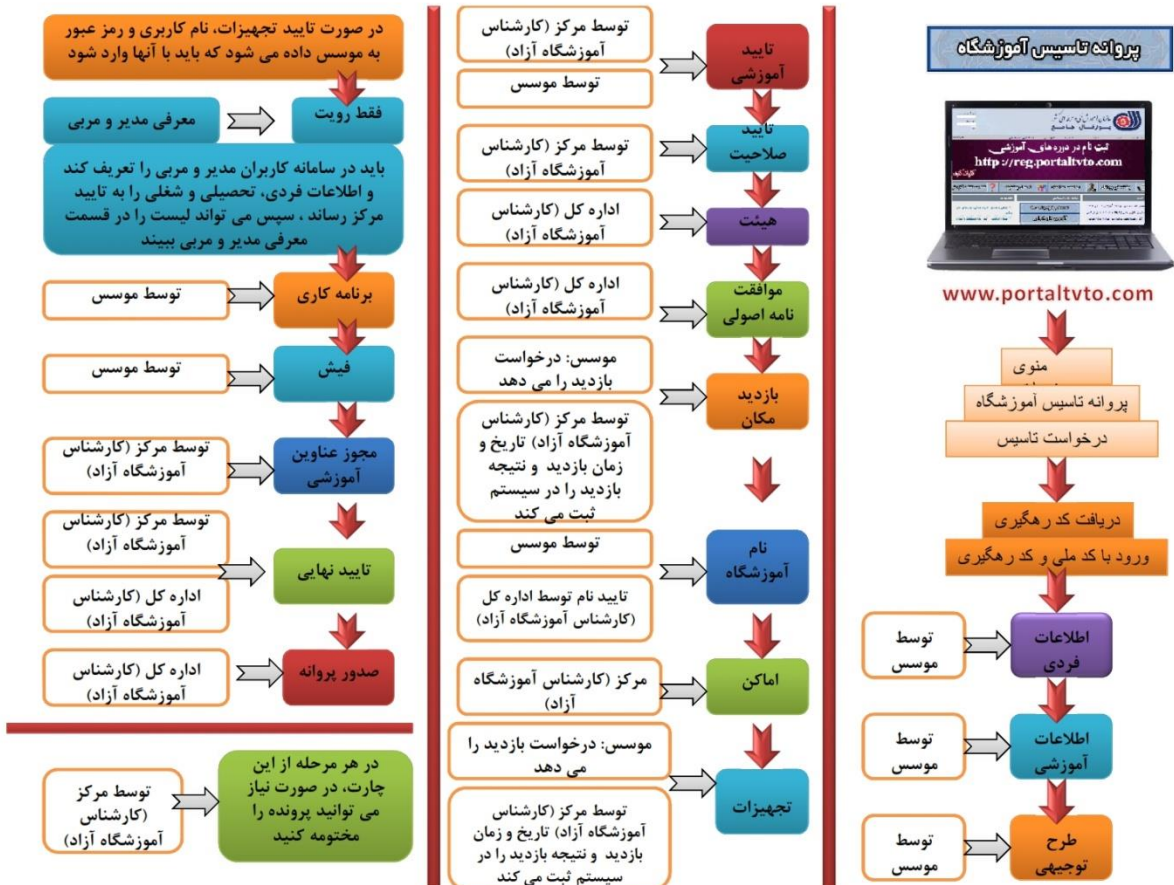 پروانه تاسیس آموزشگاه
ثبت نام در دوره های آموزشی
http://reg.portaltvto.com
www.portaltvto.com
منوی
پروانه تاسیس آموزشگاه
درخواست تاسیس
دریافت کد رهگیری
ورود با کد ملی و کد رهگیری
اطلاعات
فردی
توسط
موسس
اطلاعات
آموزشی
توسط
موسس
طرح
توجیهی
توسط
موسس
تایید
آموزشی
توسط مرکز (کارشناس
آموزشگاه آزاد)
توسط موسس
تایید
صلاحیت
توسط مرکز (کارشناس
آموزشگاه آزاد)
هیئت
اداره کل (کارشناس
آموزشگاه آزاد)
موافقت
نامه اصولی
اداره کل (کارشناس
آموزشگاه آزاد)
بازدید
مکان
موسس: درخواست
بازدید را می دهد
توسط مرکز (کارشناس
آموزشگاه آزاد) تاریخ و
زمان بازدید و نتیجه
بازدید را در سیستم
ثبت می کند
نام
آموزشگاه
توسط موسس
تایید نام توسط اداره کل
(کارشناس آموزشگاه آزاد)
اماکن
مرکز (کارشناس آموزشگاه
آزاد)
تجهیزات
موسس: درخواست بازدید را
می دهد
توسط مرکز (کارشناس
آموزشگاه آزاد) تاریخ و زمان
بازدید و نتیجه بازدید را در
سیستم ثبت می کند
در صورت تایید تجهیزات، نام کاربری و رمز عبور
به موسس داده می شود که باید با آنها وارد شود
فقط رویت
معرفی مدیر و مربی
باید در سامانه کاربران مدیر و مربی را تعریف کند
و اطلاعات فردی، تحصیلی و شغلی را به تایید
مرکز رساند ، سپس می تواند لیست را در قسمت
معرفی مدیر و مربی ببیند
برنامه کاری
توسط موسس
فیش
توسط موسس
مجوز عناوین
آموزشی
توسط مرکز (کارشناس
آموزشگاه آزاد)
تایید نهایی
توسط مرکز (کارشناس
آموزشگاه آزاد)
اداره کل (کارشناس
آموزشگاه آزاد)
صدور پروانه
اداره کل (کارشناس
آموزشگاه آزاد)
در هر مرحله از این
چارت، در صورت نیاز
می توانید پرونده را
مختومه کنید
توسط مرکز
(کارشناس
آموزشگاه آزاد)